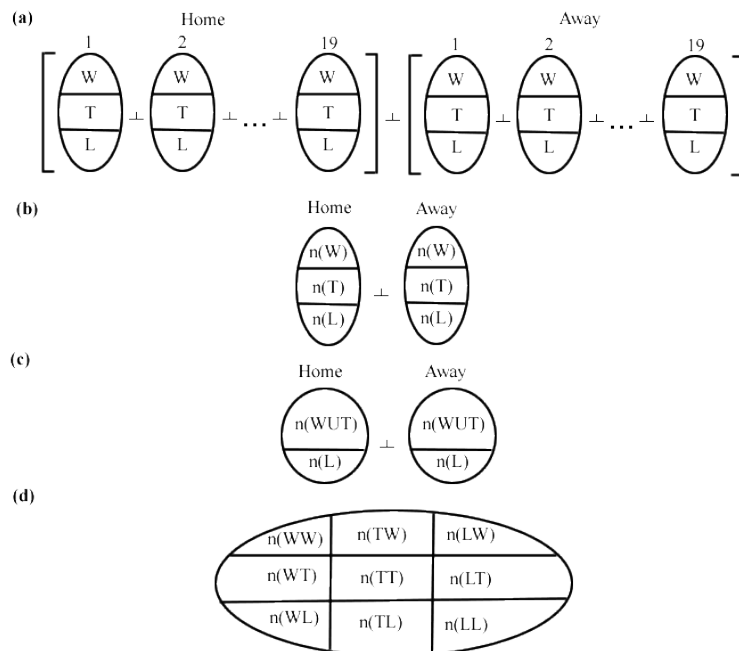 (a) Home Away
1 2 19 1 2 19
W W W W W W
T ⊥ T ⊥ ... ⊥ T ⊥ T ⊥ T ⊥ ... ⊥ T
L L L L L L
(b)
Home Away
n(W) n(W)
n(T) ⊥ n(T)
n(L) n(L)
(c)
Home Away
n(WUT) ⊥ n(WUT)
n(L) n(L)
(d)
n(WW) n(TW) n(LW)
n(WT) n(TT) n(LT)
n(WL) n(TL) n(LL)